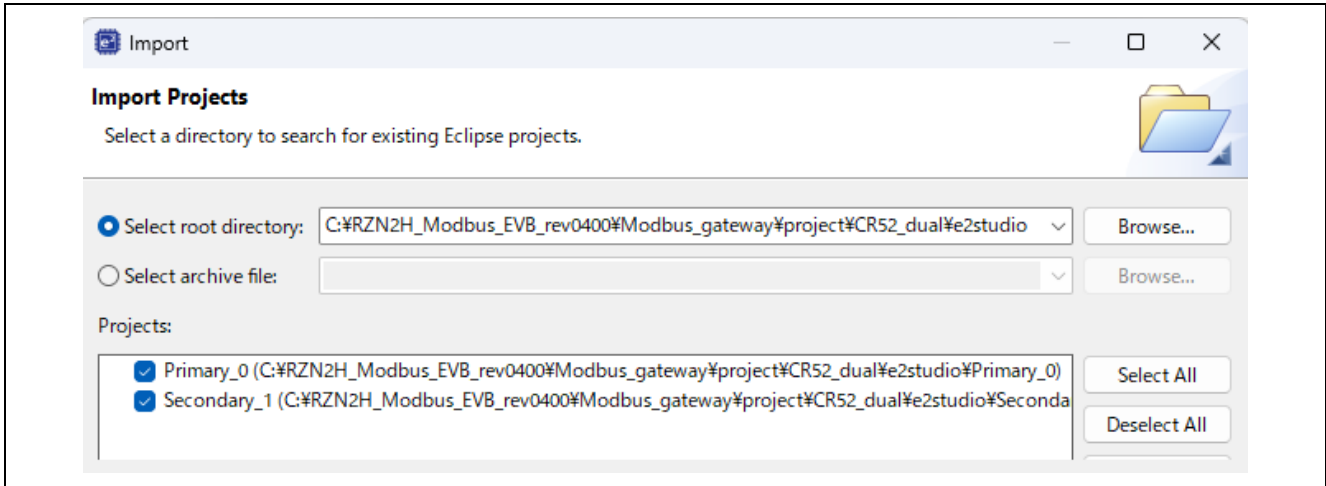 Import
Import Projects
Select a directory to search for existing Eclipse projects.
Select root directory: C:¥RZN2H_Modbus_EVB_rev0400¥Modbus_gateway¥project¥CR52_dual¥e2studio Browse...
Select archive file: Browse...
Projects:
Primary_0 (C:¥RZN2H_Modbus_EVB_rev0400¥Modbus_gateway¥project¥CR52_dual¥e2studio¥Primary_0) Select All
Secondary_1 (C:¥RZN2H_Modbus_EVB_rev0400¥Modbus_gateway¥project¥CR52_dual¥e2studio¥Seconda
Deselect All